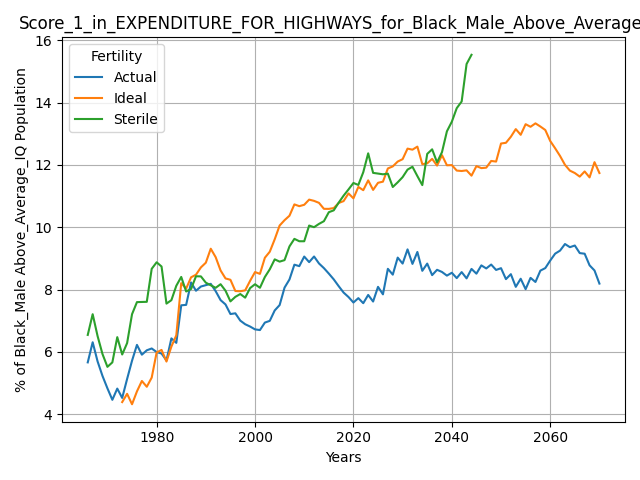 Score_1_in_EXPENDITURE_FOR_HIGHWAYS_for_Black_Male_Above_Average
Fertility
Actual
Ideal
Sterile
16
14
12
10
8
6
4
% of Black_Male Above_Average_IQ Population
1980
2000
2020
2040
2060
Years